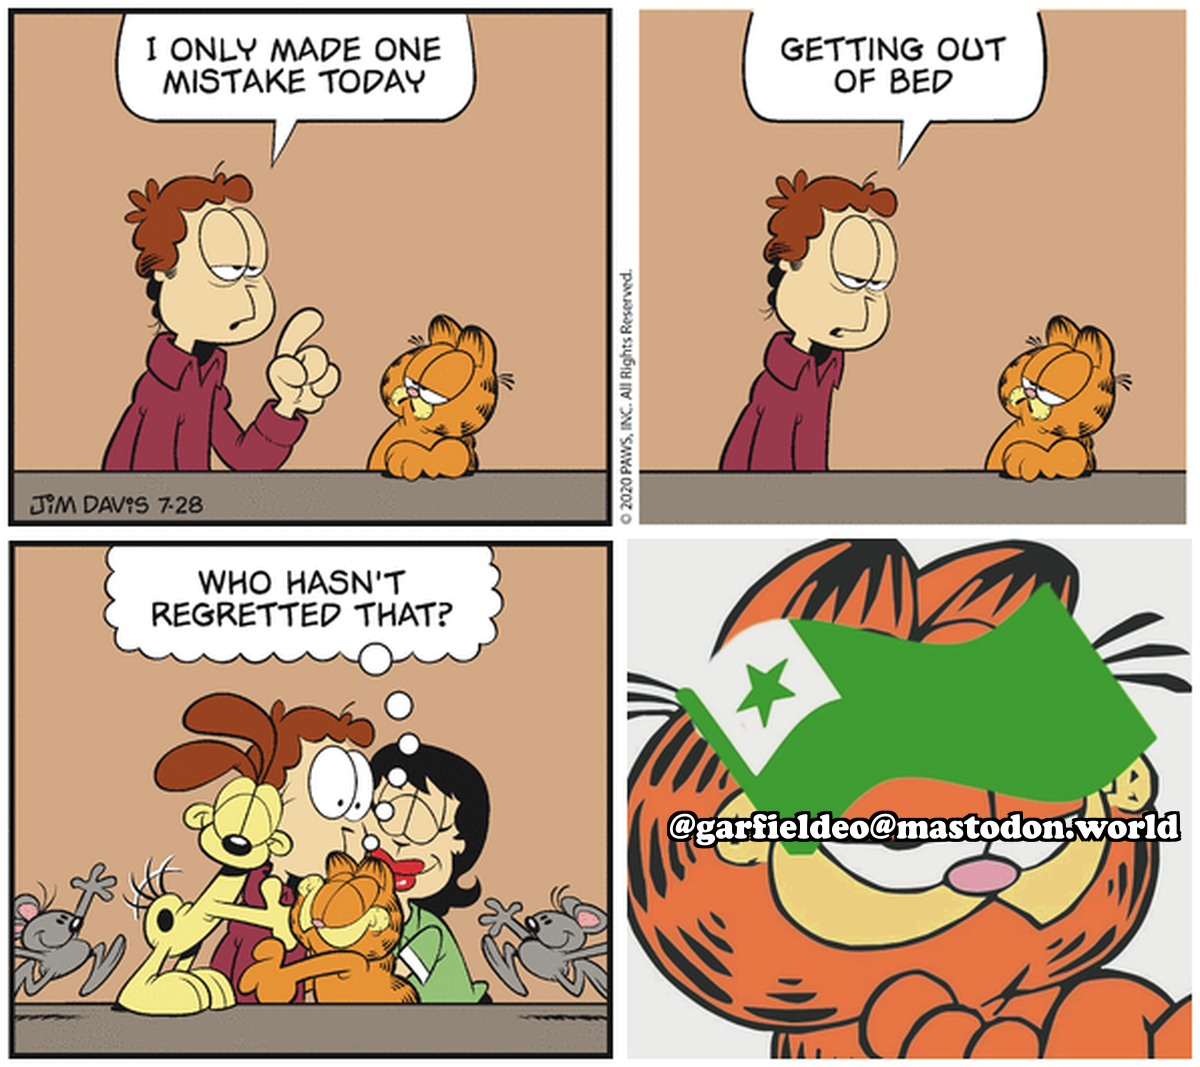 I ONLY MADE ONE
MISTAKE TODAY
GETTING OUT
OF BED
JIM DAVIS 7-28
© 2020 PAWS, INC. All Rights Reserved.
WHO HASN'T
REGRETTED THAT?
@garfieldeo@mastodon.world